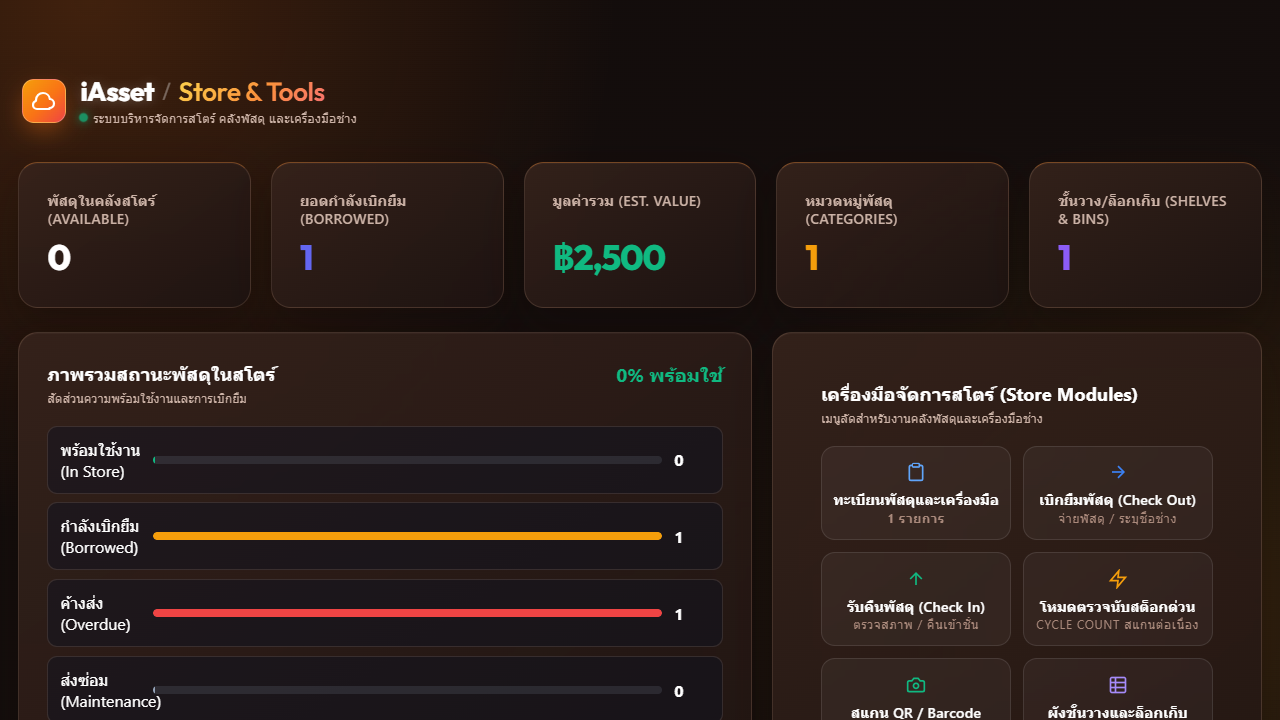 iAsset / Store & Tools
ระบบบริหารจัดการสโตร์ คลังพัสดุ และเครื่องมือช่าง
พัสดุในคลังสโตร์
(AVAILABLE)
0
ยอดกำลังเบิกยืม
(BORROWED)
1
มูลค่ารวม (EST. VALUE)
฿2,500
หมวดหมู่พัสดุ
(CATEGORIES)
1
ชั้นวาง/ล็อกเก็บ (SHELVES
& BINS)
1
ภาพรวมสถานะพัสดุในสโตร์
0% พร้อมใช้
สัดส่วนความพร้อมใช้งานและการเบิกยืม
พร้อมใช้งาน
(In Store)
0
กำลังเบิกยืม
(Borrowed)
1
ค้างส่ง
(Overdue)
1
ส่งซ่อม
(Maintenance)
0
เครื่องมือจัดการสโตร์ (Store Modules)
เมนูลัดสำหรับงานคลังพัสดุและเครื่องมือช่าง
ทะเบียนพัสดุและเครื่องมือ
1 รายการ
เบิกยืมพัสดุ (Check Out)
จ่ายพัสดุ / ระบุชื่อช่าง
รับคืนพัสดุ (Check In)
ตรวจสภาพ / คืนเข้าชั้น
โหมดตรวจนับสต็อกด่วน
CYCLE COUNT สแกนต่อเนื่อง
สแกน QR / Barcode
ผังชั้นวางและล็อกเก็บ